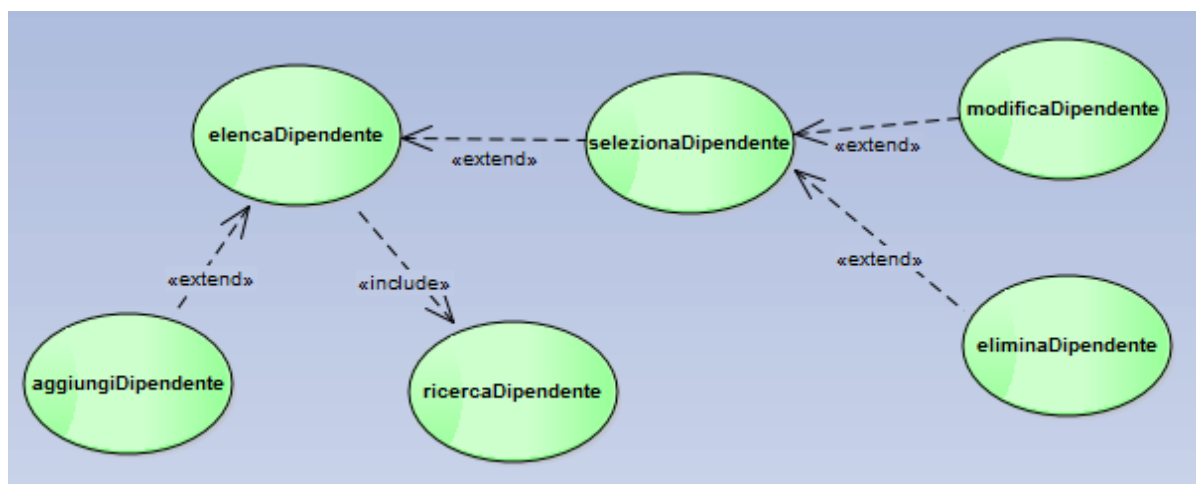 elencaDipendente
selezionaDipendente
modificaDipendente
«extend»
«extend»
«extend»
«include»
«extend»
aggiungiDipendente
ricercaDipendente
eliminaDipendente